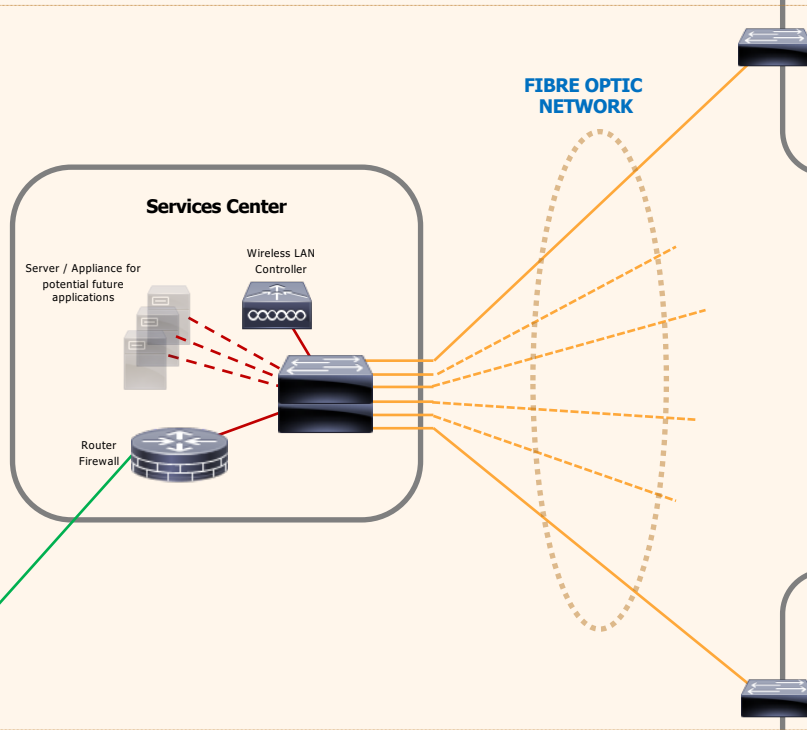 FIBRE OPTIC
NETWORK
Services Center
Wireless LAN
Controller
Server / Appliance for
potential future
applications
Router
Firewall